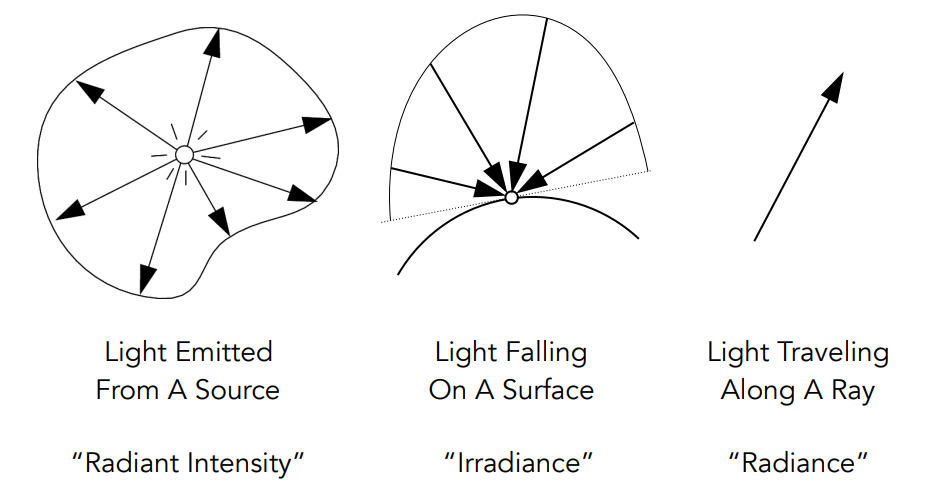 Light Emitted
From A Source
"Radiant Intensity"
Light Falling
On A Surface
"Irradiance"
Light Traveling
Along A Ray
"Radiance"